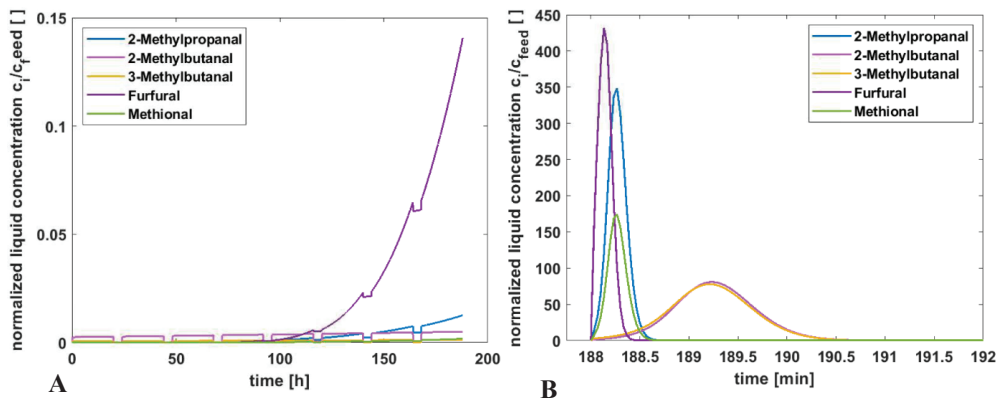 normalized liquid concentration c_i/c_feed [ ]
0.15
0.1
0.05
0
2-Methylpropanal
2-Methylbutanal
3-Methylbutanal
Furfural
Methional
0 50 100 150 200
time [h]
A
normalized liquid concentration c_i/c_feed [ ]
450
400
350
300
250
200
150
100
50
0
2-Methylpropanal
2-Methylbutanal
3-Methylbutanal
Furfural
Methional
188 188.5 189 189.5 190 190.5 191 191.5 192
time [min]
B